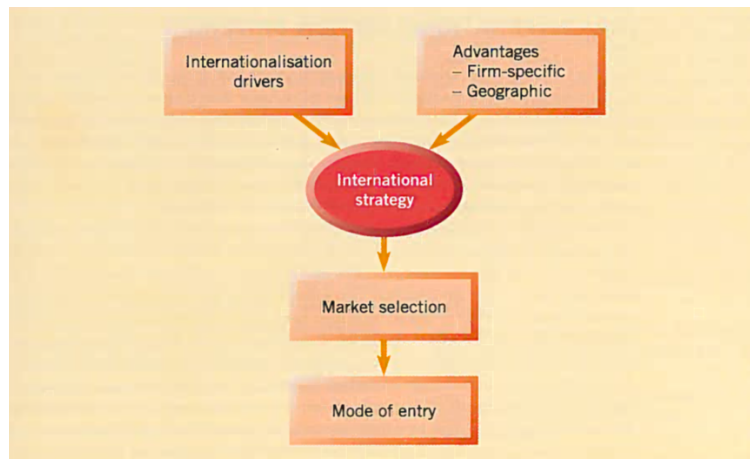 Internationalisation
drivers
Advantages
– Firm-specific
– Geographic
International
strategy
Market selection
Mode of entry